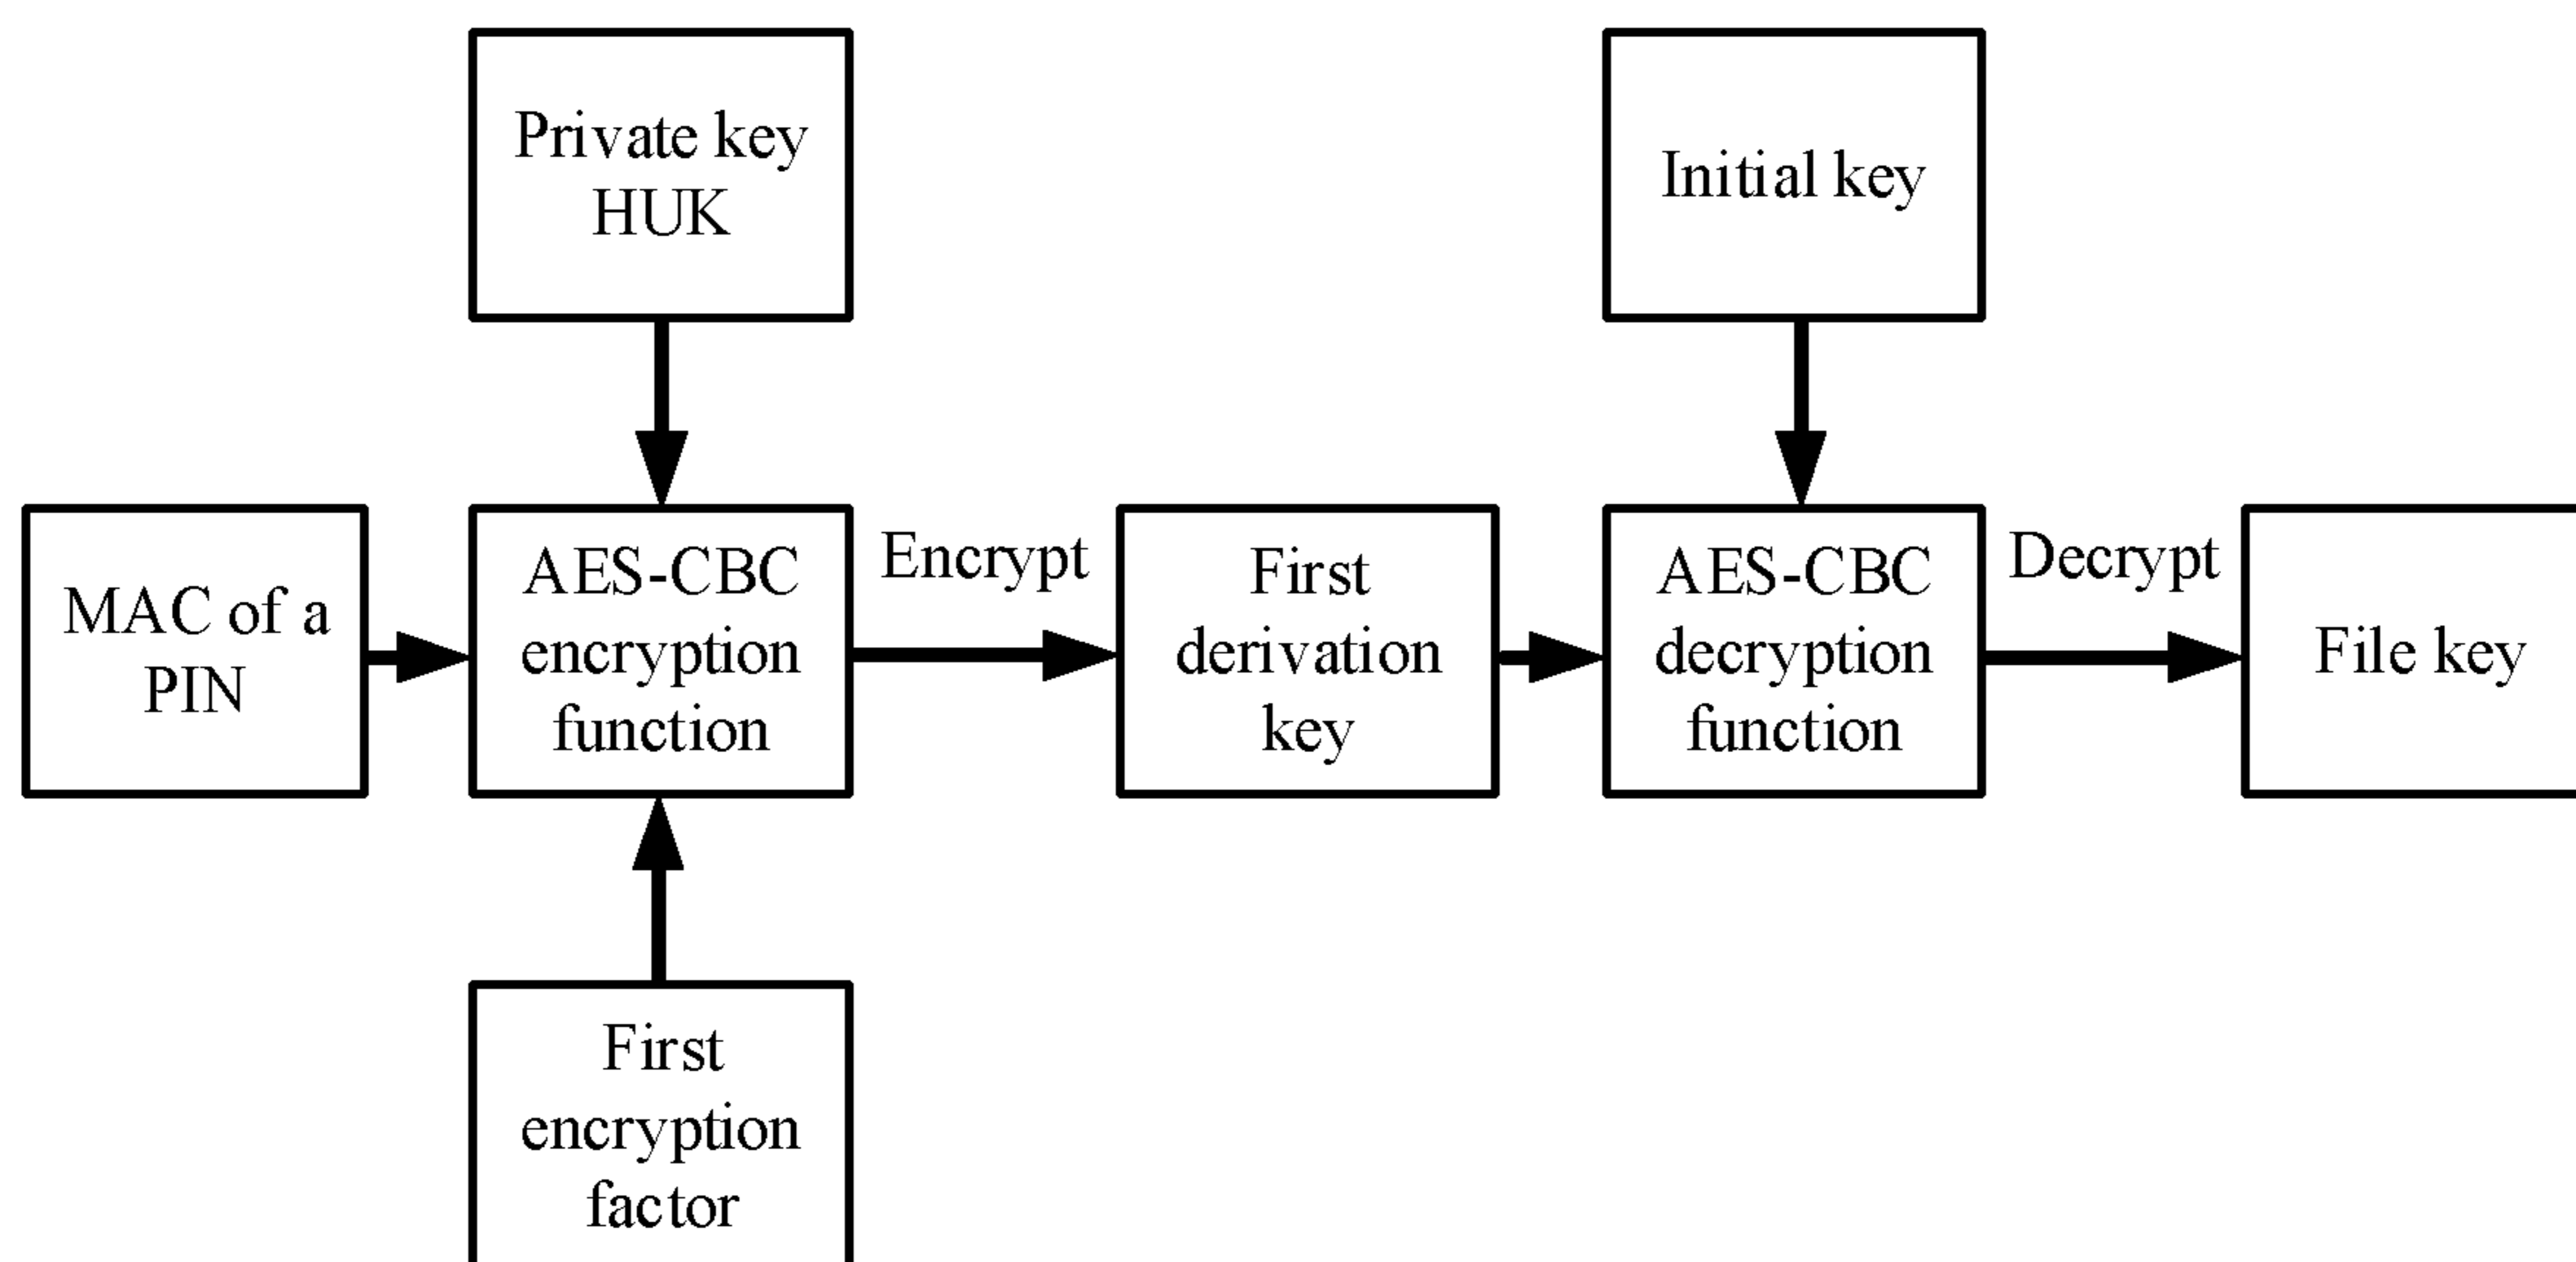 Private key
HUK
Initial key
MAC of a
PIN
AES-CBC
encryption
function
Encrypt
First
derivation
key
AES-CBC
decryption
function
Decrypt
File key
First
encryption
factor